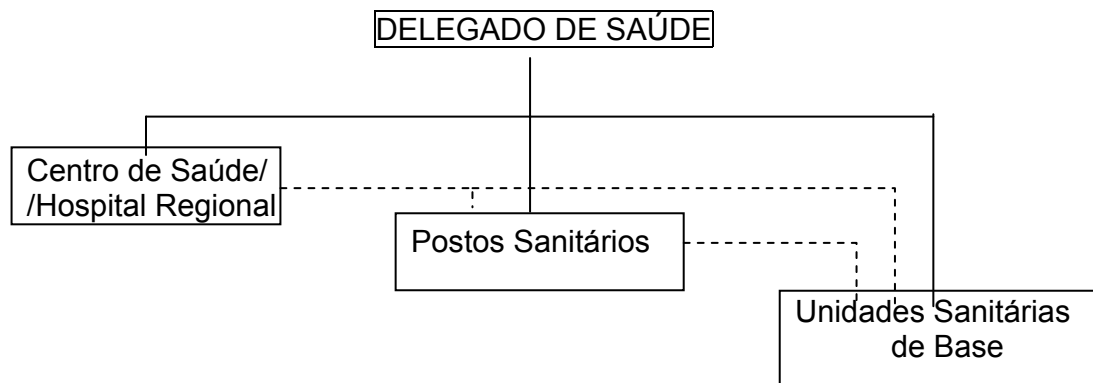 DELEGADO DE SAÚDE
Centro de Saúde/
/Hospital Regional
Postos Sanitários
Unidades Sanitárias
de Base